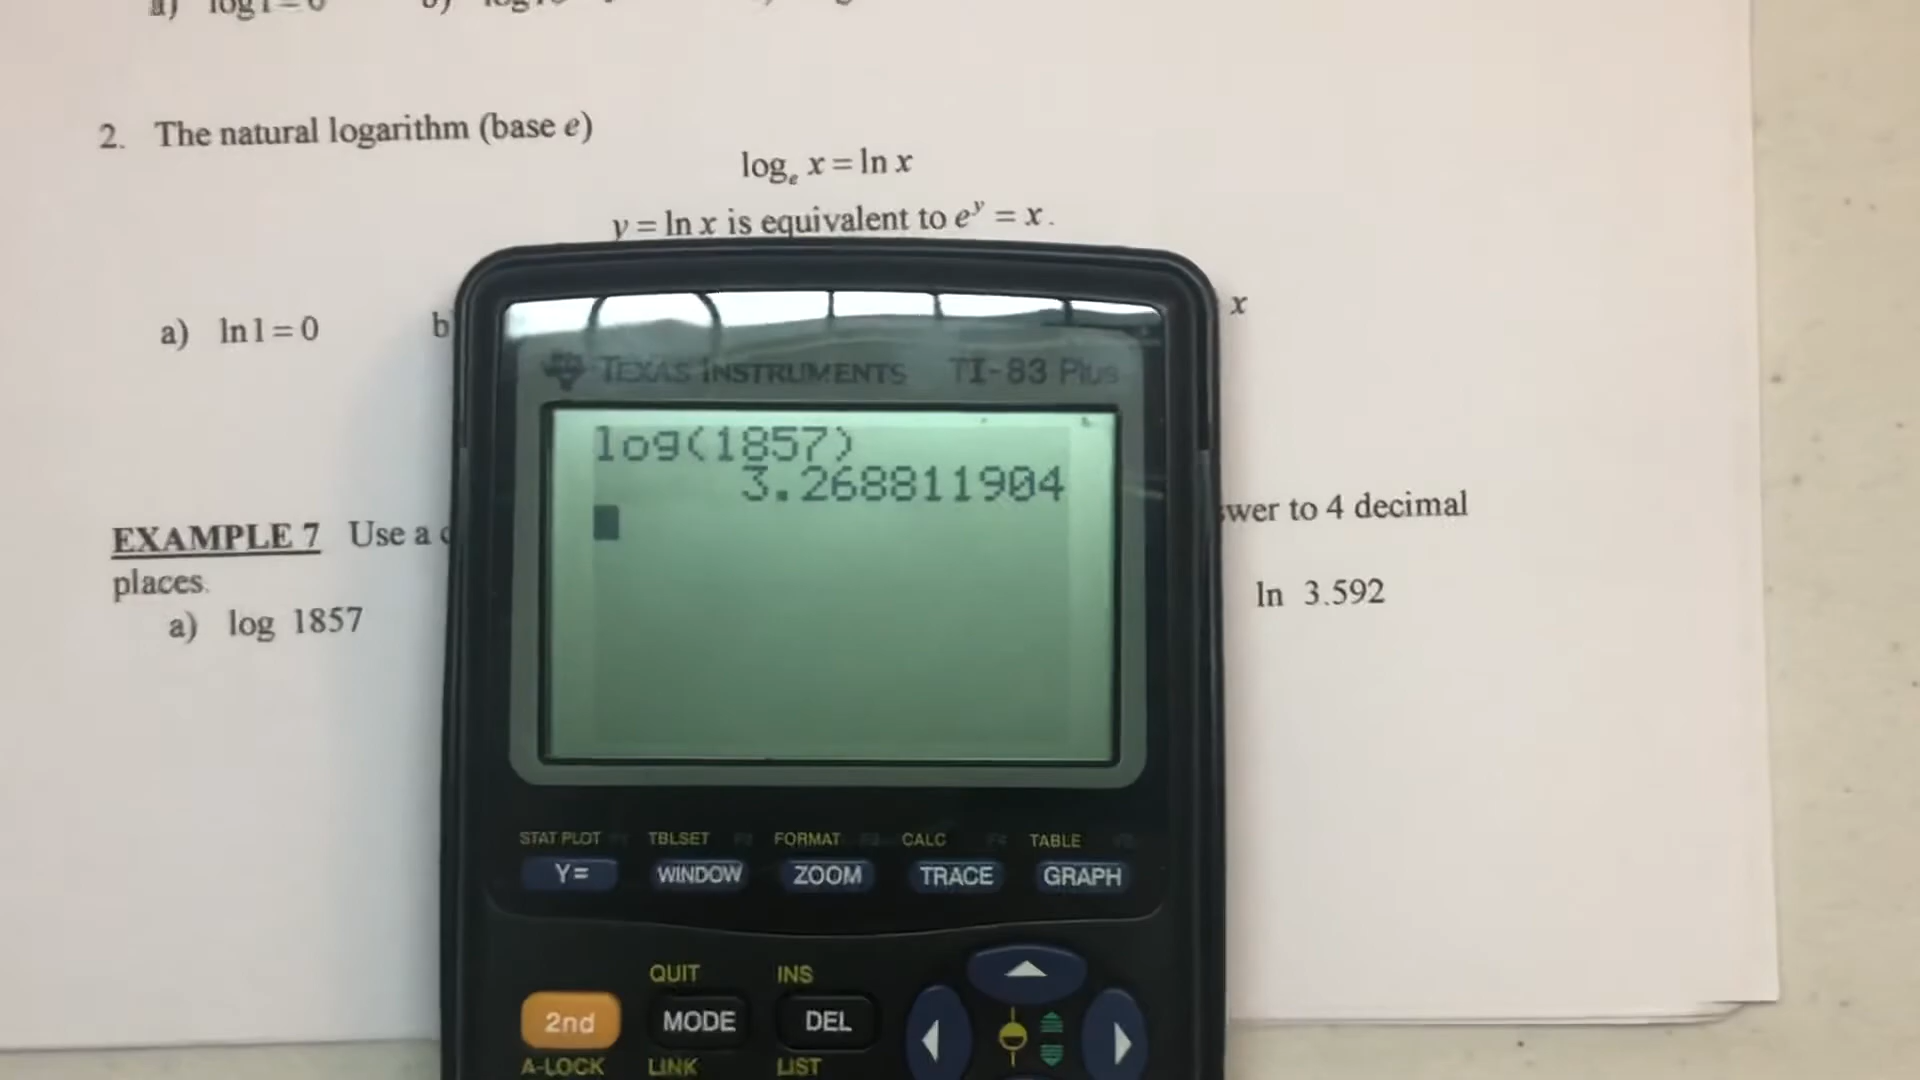 2. The natural logarithm (base e)
logₑ x = ln x
y = ln x is equivalent to eʸ = x.
a) ln 1 = 0 b x
TEXAS INSTRUMENTS TI-83 Plus
log(1857)
3.268811904
EXAMPLE 7 Use a wer to 4 decimal
places.
a) log 1857 ln 3.592
STAT PLOT TBLSET FORMAT CALC TABLE
Y= WINDOW ZOOM TRACE GRAPH
QUIT INS
2nd MODE DEL
A-LOCK LINK LIST